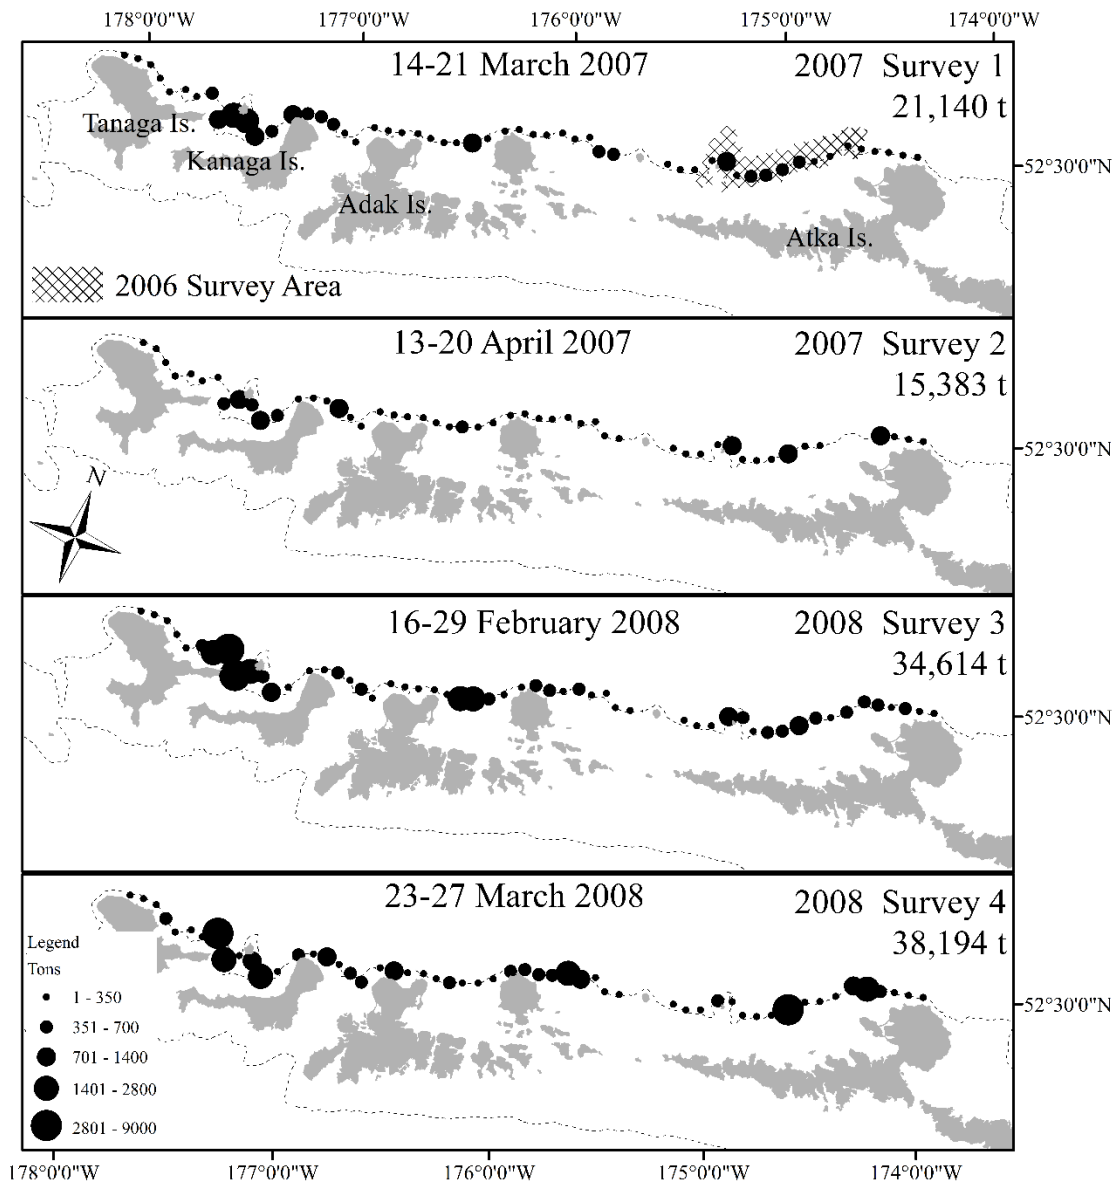 178°0'0"W 177°0'0"W 176°0'0"W 175°0'0"W 174°0'0"W
14-21 March 2007
2007 Survey 1
21,140 t
Tanaga Is.
Kanaga Is.
Adak Is.
Atka Is.
52°30'0"N
2006 Survey Area
13-20 April 2007
2007 Survey 2
15,383 t
52°30'0"N
N
16-29 February 2008
2008 Survey 3
34,614 t
52°30'0"N
23-27 March 2008
2008 Survey 4
38,194 t
Legend
Tons
1 - 350
351 - 700
701 - 1400
1401 - 2800
2801 - 9000
52°30'0"N
178°0'0"W 177°0'0"W 176°0'0"W 175°0'0"W 174°0'0"W